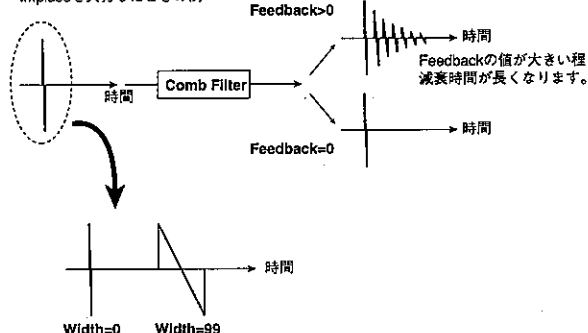 Feedback>0
時間
Feedbackの値が大きい程
減衰時間が長くなります。
Comb Filter
時間
Feedback=0
時間
時間
Width=0 Width=99